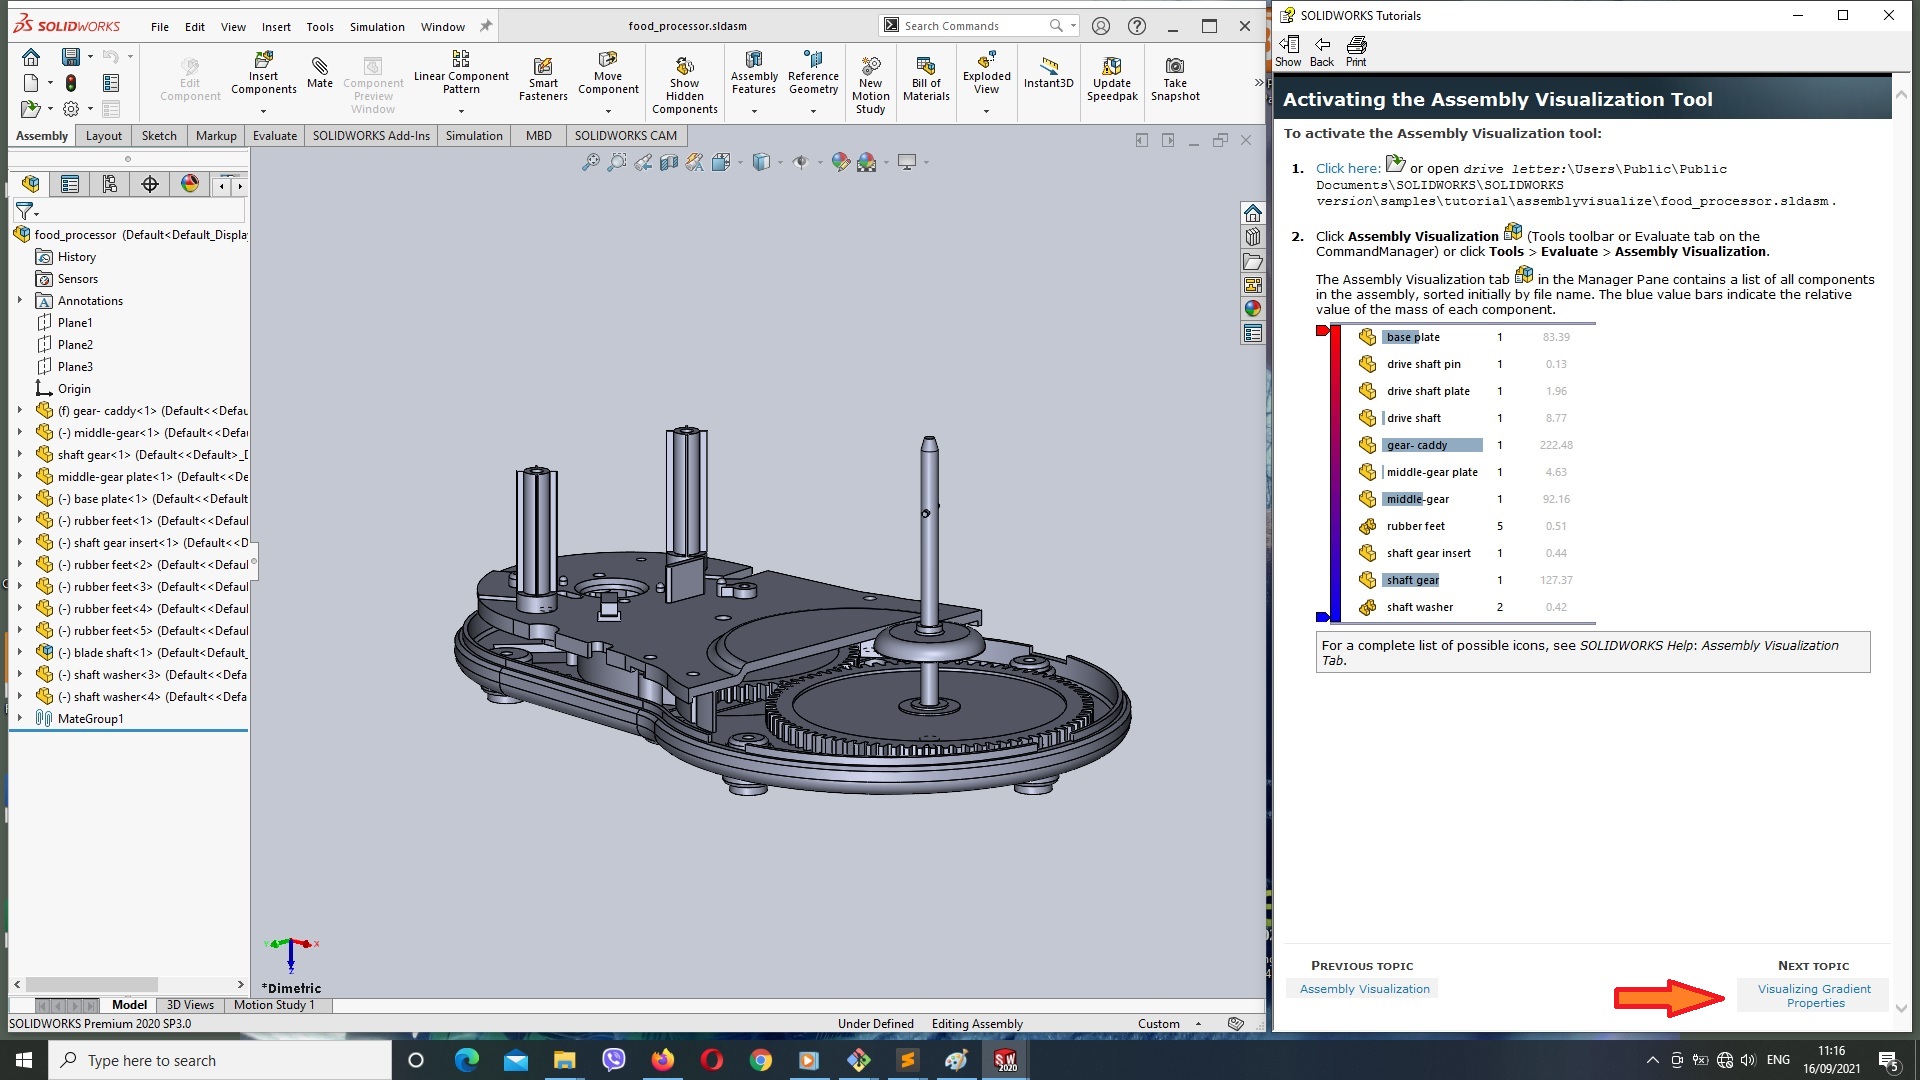 SOLIDWORKS
File Edit View Insert Tools Simulation Window
food_processor.sldasm
Search Commands
Edit Component
Insert Components
Mate
Component Preview Window
Linear Component Pattern
Smart Fasteners
Move Component
Show Hidden Components
Assembly Features
Reference Geometry
New Motion Study
Bill of Materials
Exploded View
Instant3D
Update Speedpak
Take Snapshot
Assembly Layout Sketch Markup Evaluate SOLIDWORKS Add-Ins Simulation MBD SOLIDWORKS CAM
food_processor (Default<Default_Display
History
Sensors
Annotations
Plane1
Plane2
Plane3
Origin
(f) gear- caddy<1> (Default<<Defau
(-) middle-gear<1> (Default<<Defau
shaft gear<1> (Default<<Default>_D
middle-gear plate<1> (Default<<De
(-) base plate<1> (Default<<Default
(-) rubber feet<1> (Default<<Defaul
(-) shaft gear insert<1> (Default<<D
(-) rubber feet<2> (Default<<Defaul
(-) rubber feet<3> (Default<<Defaul
(-) rubber feet<4> (Default<<Defaul
(-) rubber feet<5> (Default<<Defaul
(-) blade shaft<1> (Default<Default_
(-) shaft washer<3> (Default<<Defa
(-) shaft washer<4> (Default<<Defa
MateGroup1
Y X
Z
*Dimetric
Model 3D Views Motion Study 1
SOLIDWORKS Premium 2020 SP3.0
Under Defined Editing Assembly Custom
SOLIDWORKS Tutorials
Show Back Print
Activating the Assembly Visualization Tool
To activate the Assembly Visualization tool:
1. Click here: or open drive letter:\Users\Public\Public
Documents\SOLIDWORKS\SOLIDWORKS
version\samples\tutorial\assemblyvisualize\food_processor.sldasm.
2. Click Assembly Visualization (Tools toolbar or Evaluate tab on the
CommandManager) or click Tools > Evaluate > Assembly Visualization.
The Assembly Visualization tab in the Manager Pane contains a list of all components
in the assembly, sorted initially by file name. The blue value bars indicate the relative
value of the mass of each component.
base plate 1 83.39
drive shaft pin 1 0.13
drive shaft plate 1 1.96
drive shaft 1 8.77
gear- caddy 1 222.48
middle-gear plate 1 4.63
middle-gear 1 92.16
rubber feet 5 0.51
shaft gear insert 1 0.44
shaft gear 1 127.37
shaft washer 2 0.42
For a complete list of possible icons, see SOLIDWORKS Help: Assembly Visualization
Tab.
PREVIOUS TOPIC
Assembly Visualization
NEXT TOPIC
Visualizing Gradient
Properties
Type here to search
SW 2020
ENG
11:16
16/09/2021
5